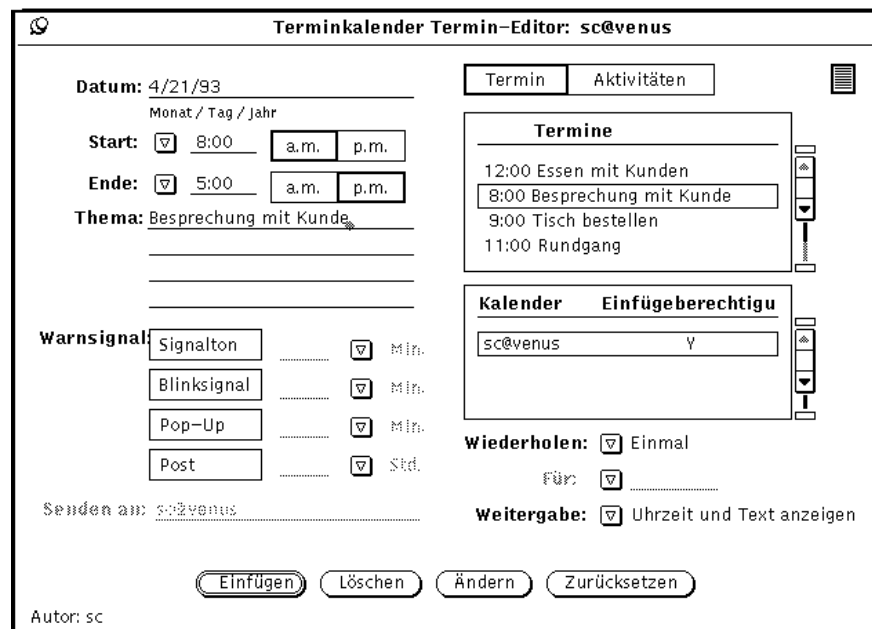 Terminkalender Termin-Editor: sc@venus
Datum: 4/21/93
Monat / Tag / Jahr
Start: 8:00 a.m. p.m.
Ende: 5:00 a.m. p.m.
Thema: Besprechung mit Kunde
Warnsignal:
Signalton Min.
Blinksignal Min.
Pop-Up Min.
Post Std.
Senden an: sc@venus
Termin Aktivitäten
Termine
12:00 Essen mit Kunden
8:00 Besprechung mit Kunde
9:00 Tisch bestellen
11:00 Rundgang
Kalender Einfügeberechtigu
sc@venus Y
Wiederholen: Einmal
Für:
Weitergabe: Uhrzeit und Text anzeigen
Einfügen Löschen Ändern Zurücksetzen
Autor: sc